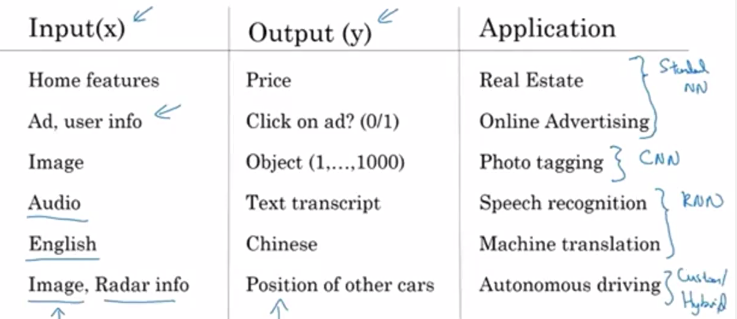 Input(x) Output (y) Application
Home features Price Real Estate
Ad, user info Click on ad? (0/1) Online Advertising
Standard NN
Image Object (1,...,1000) Photo tagging CNN
Audio Text transcript Speech recognition RNN
English Chinese Machine translation
Image, Radar info Position of other cars Autonomous driving
Custom/
Hybrid